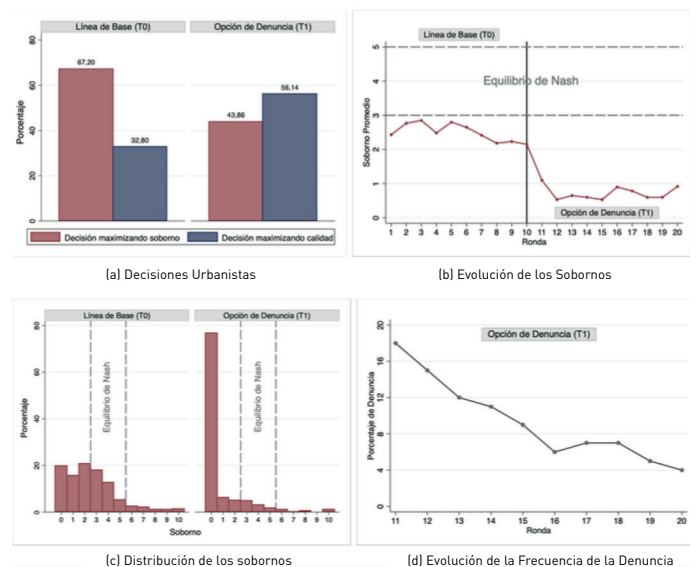 Línea de Base (T0)
Opción de Denuncia (T1)
Porcentaje
0
20
40
60
80
67,20
32,80
43,86
56,14
Decisión maximizando soborno
Decisión maximizando calidad
(a) Decisiones Urbanistas
Línea de Base (T0)
Equilibrio de Nash
Soborno Promedio
0
1
2
3
4
5
Opción de Denuncia (T1)
1 2 3 4 5 6 7 8 9 10 11 12 13 14 15 16 17 18 19 20
Ronda
(b) Evolución de los Sobornos
Línea de Base (T0)
Opción de Denuncia (T1)
Porcentaje
0
20
40
60
80
Equilibrio de Nash
Equilibrio de Nash
0 1 2 3 4 5 6 7 8 9 10
0 1 2 3 4 5 6 7 8 9 10
Soborno
(c) Distribución de los sobornos
Opción de Denuncia (T1)
Porcentaje de Denuncia
0
4
8
12
16
20
11 12 13 14 15 16 17 18 19 20
Ronda
(d) Evolución de la Frecuencia de la Denuncia